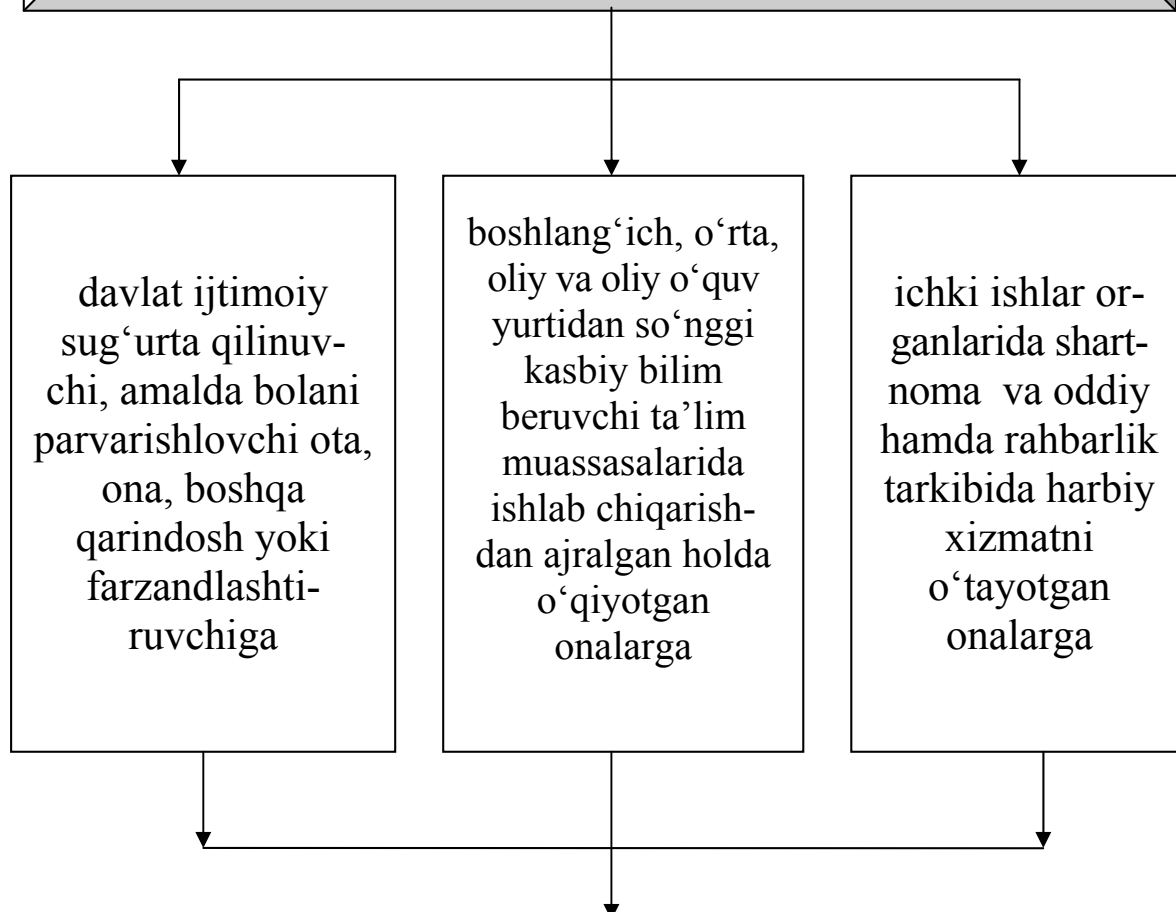 davlat ijtimoiy
sug‘urta qilinuv-
chi, amalda bolani
parvarishlovchi ota,
ona, boshqa
qarindosh yoki
farzandlashti-
ruvchiga
boshlang‘ich, o‘rta,
oliy va oliy o‘quv
yurtidan so‘nggi
kasbiy bilim
beruvchi ta’lim
muassasalarida
ishlab chiqarish-
dan ajralgan holda
o‘qiyotgan
onalarga
ichki ishlar or-
ganlarida shart-
noma va oddiy
hamda rahbarlik
tarkibida harbiy
xizmatni
o‘tayotgan
onalarga